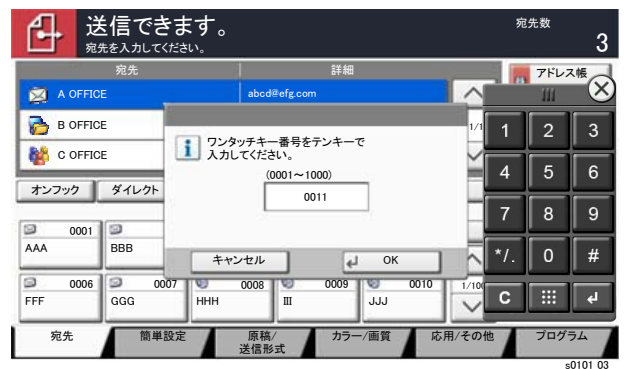 送信できます。
宛先を入力してください。
宛先数
3
宛先
詳細
アドレス帳
A OFFICE
abcd@efg.com
B OFFICE
1/1
C OFFICE
ワンタッチキー番号をテンキーで
入力してください。
(0001～1000)
0011
キャンセル
OK
オンフック
ダイレクト
0001
AAA
BBB
0006
FFF
0007
GGG
0008
HHH
0009
III
0010
JJJ
1/100
1
2
3
4
5
6
7
8
9
*/.
0
#
C
宛先
簡単設定
原稿/
送信形式
カラー/画質
応用/その他
プログラム
s0101 03